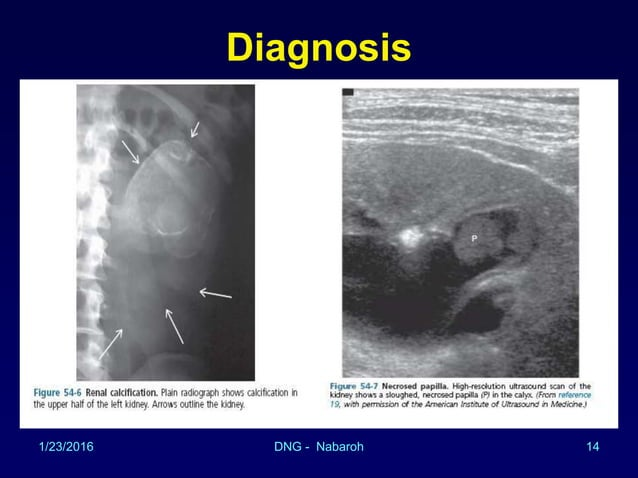 Diagnosis
P
Figure 54-6 Renal calcification. Plain radiograph shows calcification in
the upper half of the left kidney. Arrows outline the kidney.
Figure 54-7 Necrosed papilla. High-resolution ultrasound scan of the
kidney shows a sloughed, necrosed papilla (P) in the calyx. (From reference
19, with permission of the American Institute of Ultrasound in Medicine.)
1/23/2016
DNG - Nabaroh
14